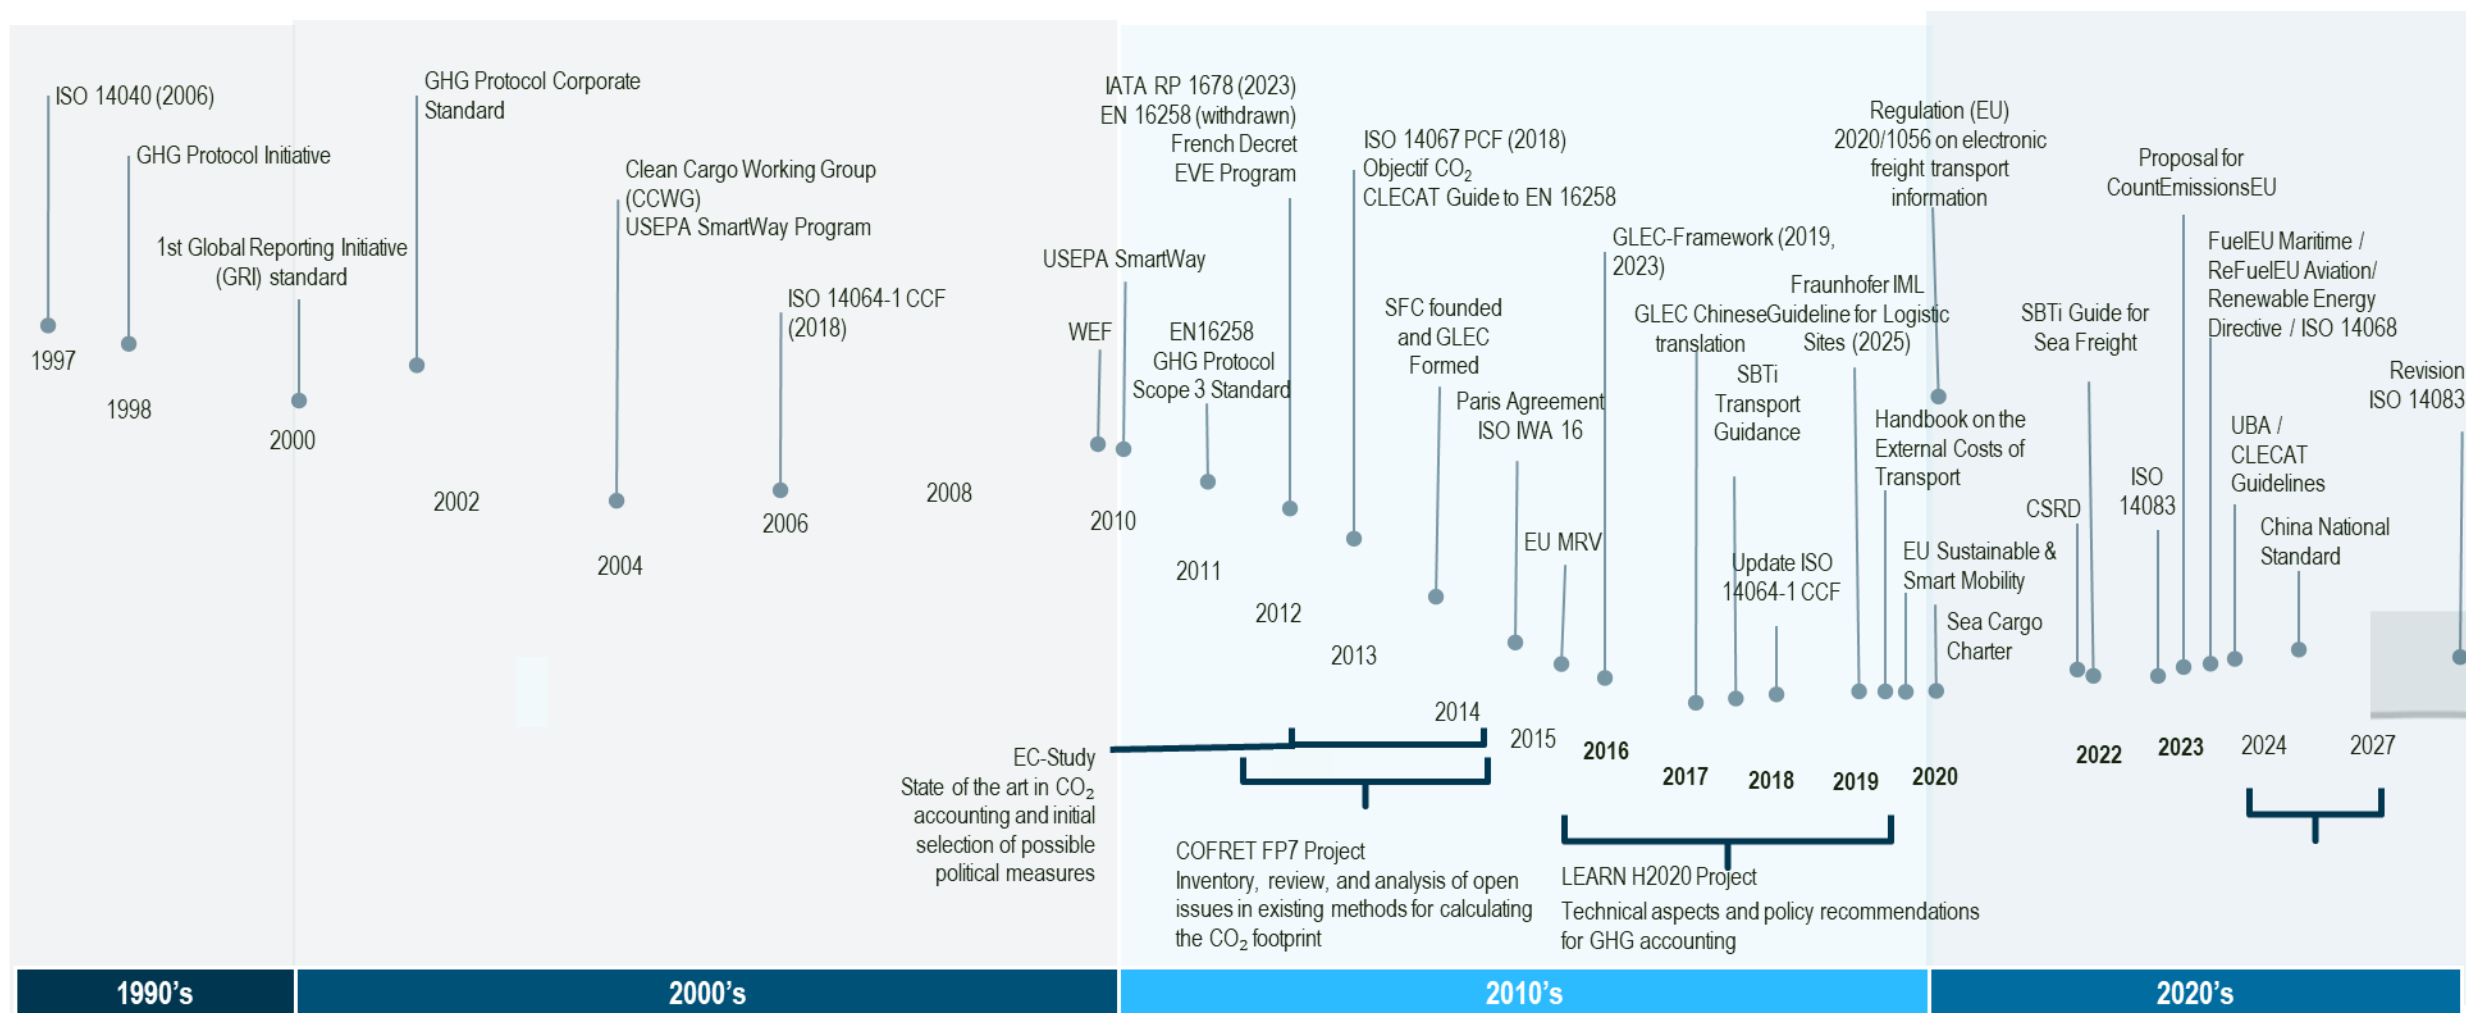 ISO 14040 (2006)
1997
GHG Protocol Initiative
1998
1st Global Reporting Initiative
(GRI) standard
2000
GHG Protocol Corporate
Standard
2002
Clean Cargo Working Group
(CCWG)
USEPA SmartWay Program
2004
ISO 14064-1 CCF
(2018)
2006
2008
WEF
USEPA SmartWay
2010
EN16258
GHG Protocol
Scope 3 Standard
2011
IATA RP 1678 (2023)
EN 16258 (withdrawn)
French Decret
EVE Program
2012
ISO 14067 PCF (2018)
Objectif CO₂
CLECAT Guide to EN 16258
2013
SFC founded
and GLEC
Formed
2014
Paris Agreement
ISO IWA 16
2015
EU MRV
GLEC-Framework (2019,
2023)
2016
GLEC Chinese
translation
2017
SBTi
Transport
Guidance
Update ISO
14064-1 CCF
2018
Fraunhofer IML
Guideline for Logistic
Sites (2025)
Handbook on the
External Costs of
Transport
2019
EU Sustainable &
Smart Mobility
Regulation (EU)
2020/1056 on electronic
freight transport
information
Sea Cargo
Charter
2020
CSRD
SBTi Guide for
Sea Freight
2022
ISO
14083
Proposal for
CountEmissionsEU
2023
FuelEU Maritime /
ReFuelEU Aviation/
Renewable Energy
Directive / ISO 14068
UBA /
CLECAT
Guidelines
2024
China National
Standard
Revision
ISO 14083
2027
EC-Study
State of the art in CO₂
accounting and initial
selection of possible
political measures
COFRET FP7 Project
Inventory, review, and analysis of open
issues in existing methods for calculating
the CO₂ footprint
LEARN H2020 Project
Technical aspects and policy recommendations
for GHG accounting
1990’s
2000’s
2010’s
2020’s